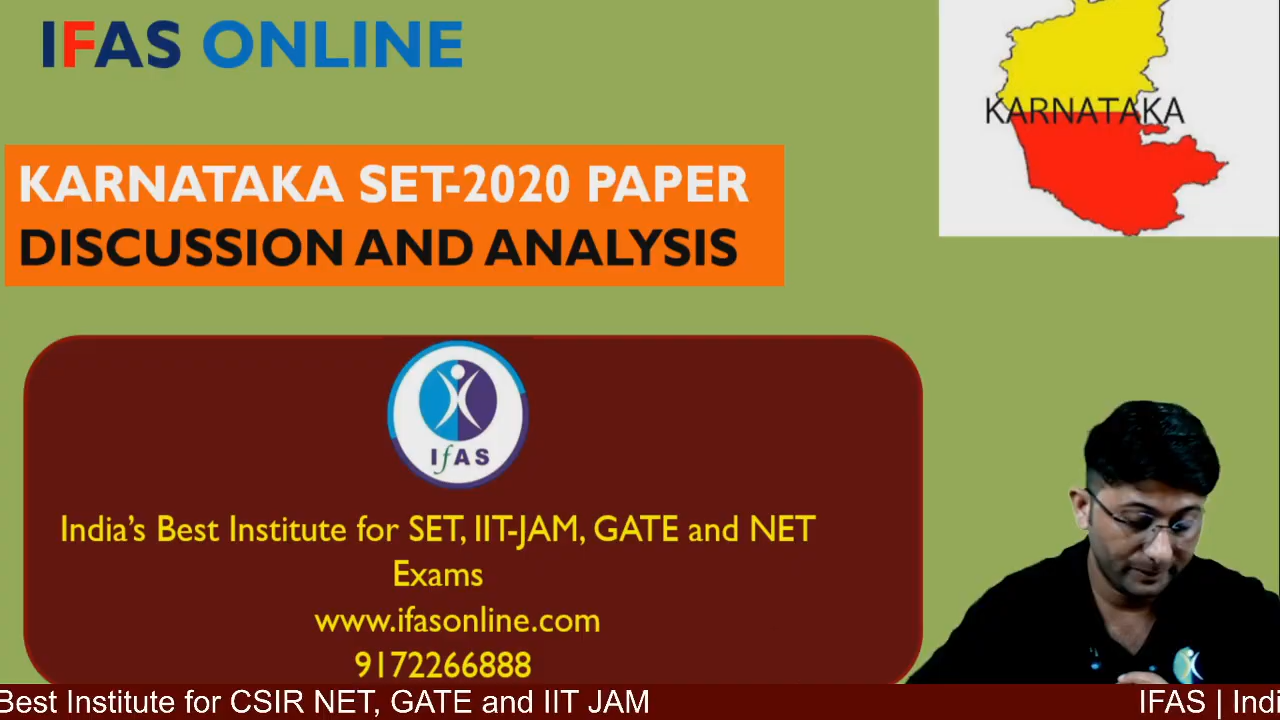 IFAS ONLINE
KARNATAKA
KARNATAKA SET-2020 PAPER
DISCUSSION AND ANALYSIS
IfAS
India's Best Institute for SET, IIT-JAM, GATE and NET
Exams
www.ifasonline.com
9172266888
Best Institute for CSIR NET, GATE and IIT JAM
IFAS | Indi